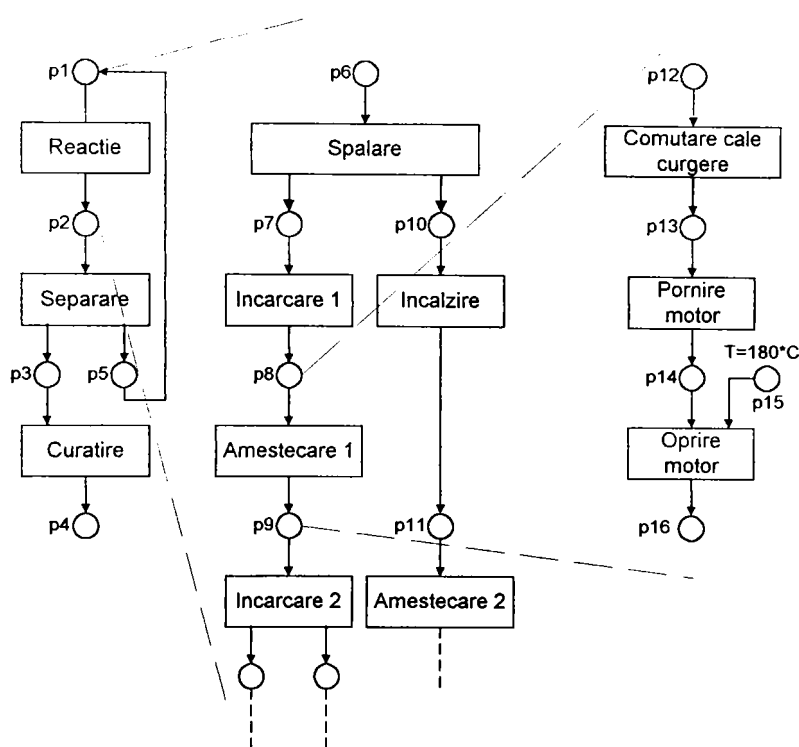 p1
Reactie
p2
Separare
p3
p5
Curatire
p4
p6
Spalare
p7
p10
Incarcare 1
Incalzire
p8
Amestecare 1
p9
p11
Incarcare 2
Amestecare 2
p12
Comutare cale
curgere
p13
Pornire
motor
T=180*C
p14
p15
Oprire
motor
p16